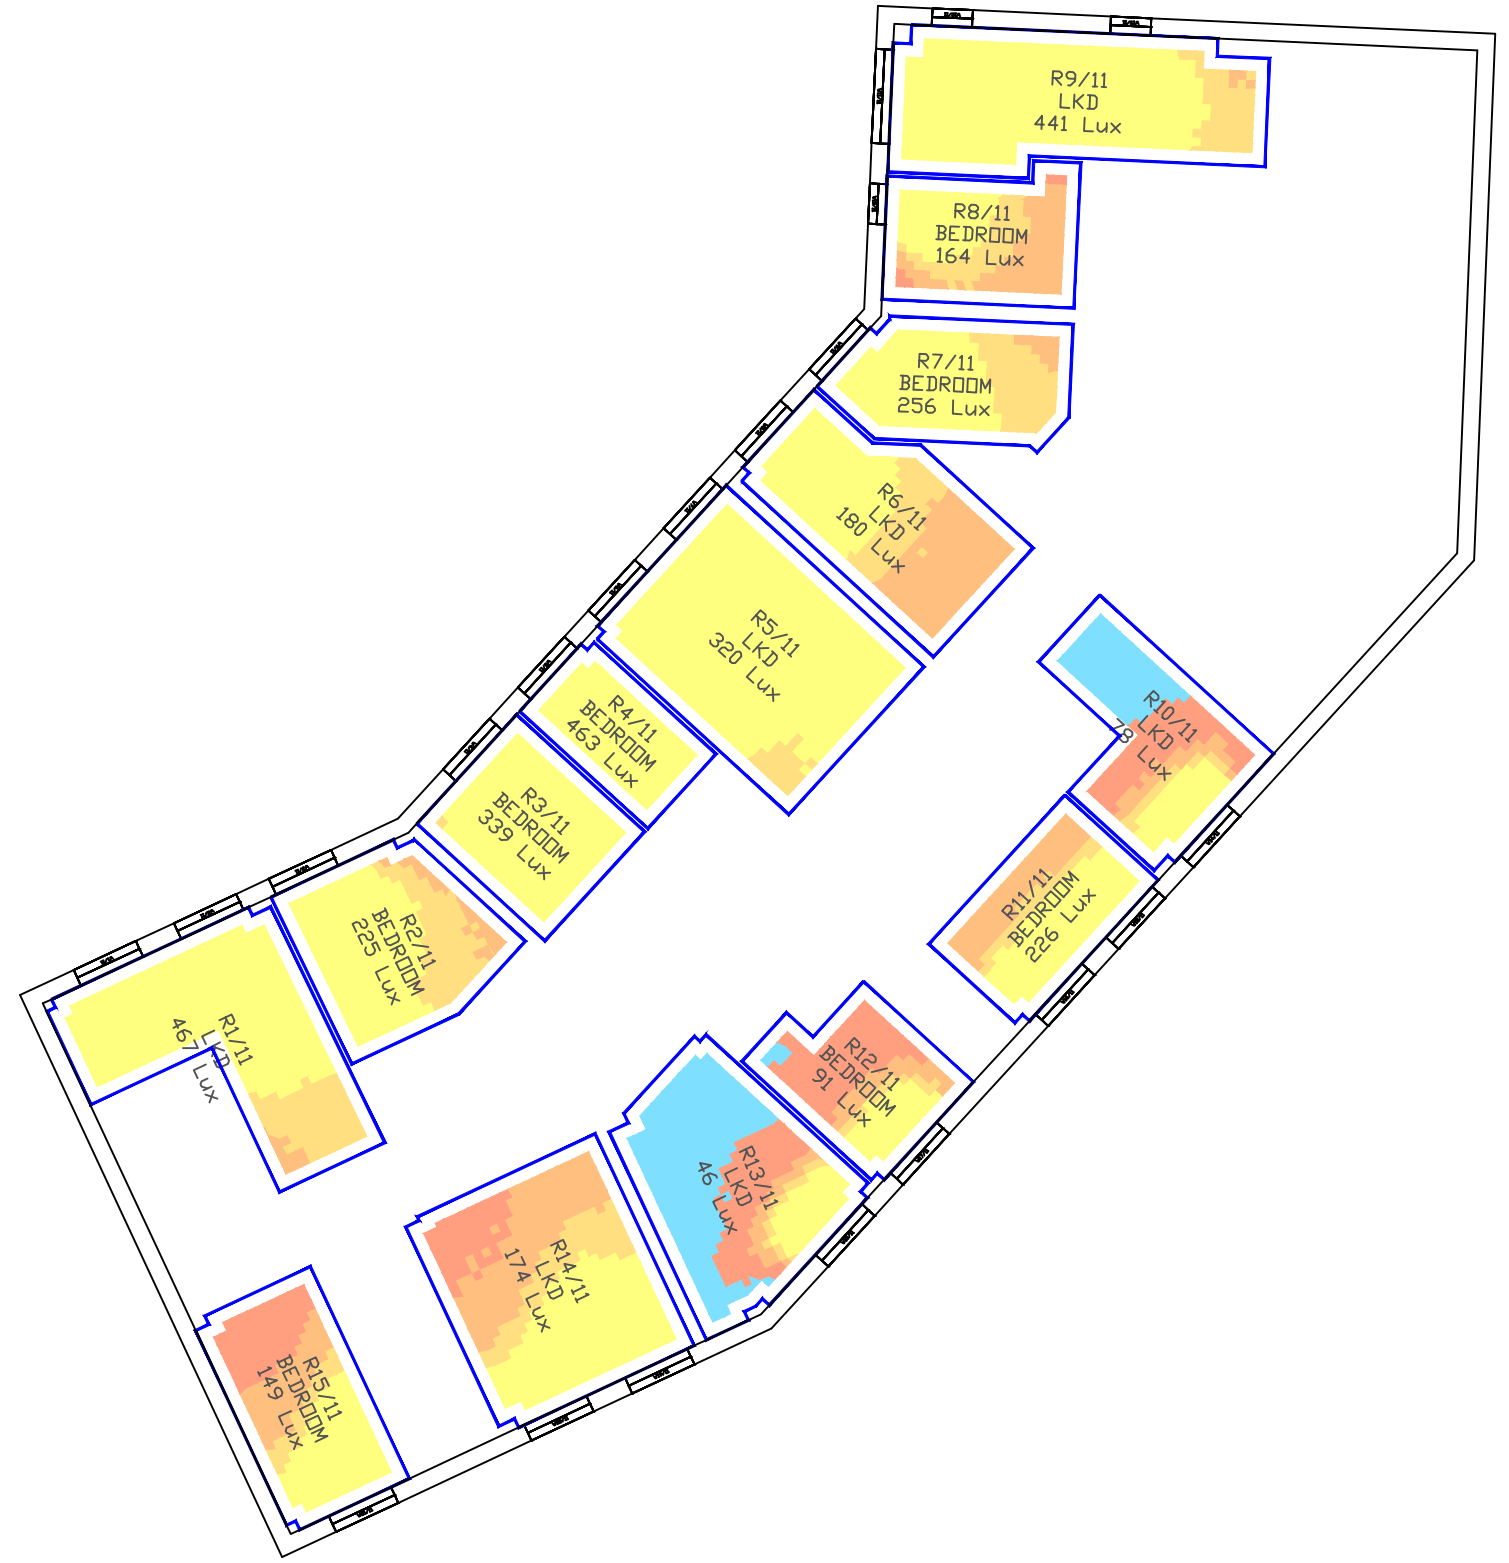 R9/11
LKD
441 Lux
R8/11
BEDROOM
164 Lux
R7/11
BEDROOM
256 Lux
R6/11
LKD
180 Lux
R5/11
LKD
320 Lux
R4/11
BEDROOM
463 Lux
R3/11
BEDROOM
339 Lux
R2/11
BEDROOM
225 Lux
R1/11
LKD
467 Lux
R10/11
LKD
78 Lux
R11/11
BEDROOM
226 Lux
R12/11
BEDROOM
91 Lux
R13/11
LKD
46 Lux
R14/11
LKD
174 Lux
R15/11
BEDROOM
149 Lux